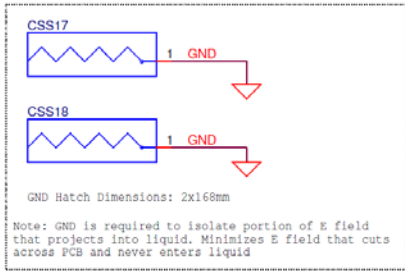 CSS17
1 GND
CSS18
1 GND
GND Hatch Dimensions: 2x168mm
Note: GND is required to isolate portion of E field
that projects into liquid. Minimizes E field that cuts
across PCB and never enters liquid